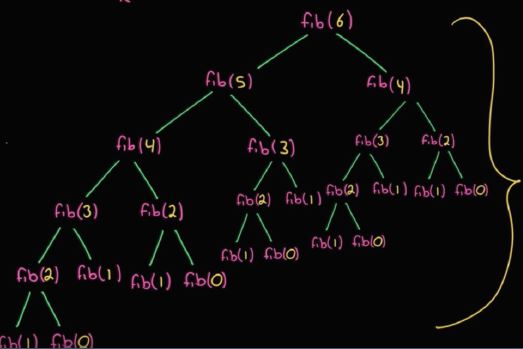 fib(6)
fib(5) fib(4)
fib(4) fib(3) fib(3) fib(2)
fib(3) fib(2) fib(2) fib(1) fib(2) fib(1) fib(1) fib(0)
fib(2) fib(1) fib(1) fib(0) fib(1) fib(0) fib(1) fib(0)
fib(1) fib(0)